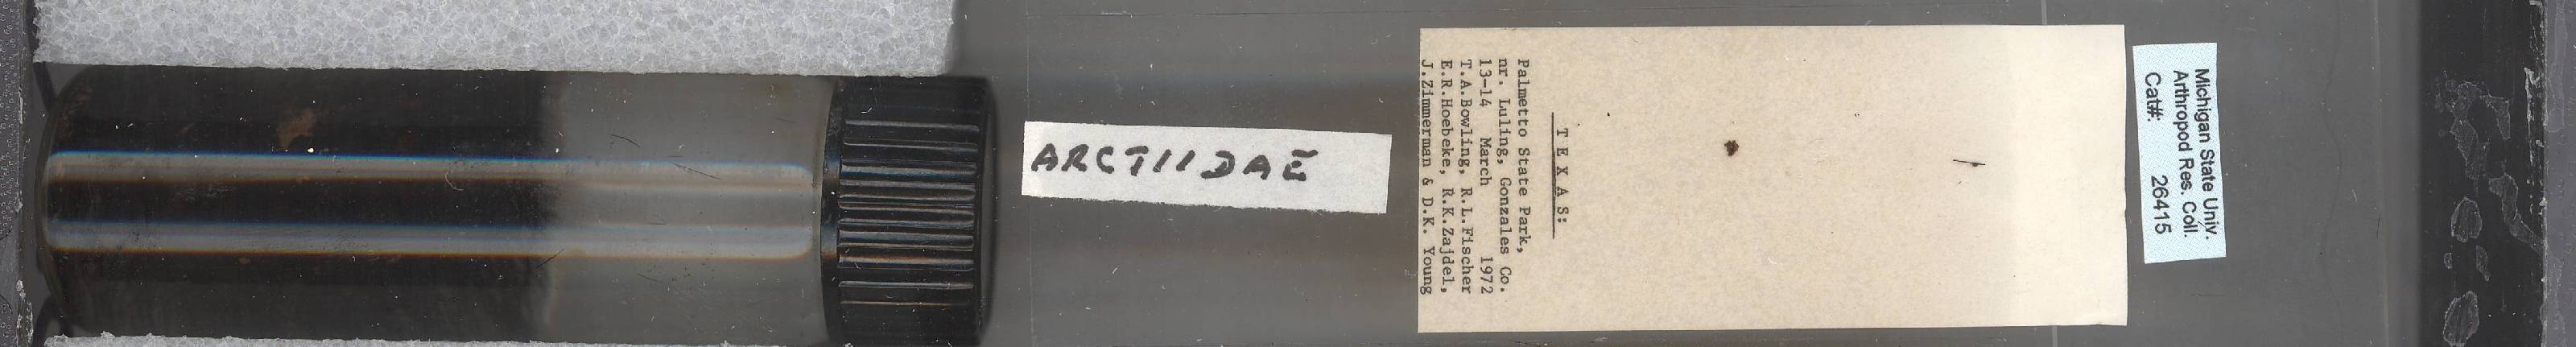 ARCTIIDAE
TEXAS:
Palmetto State Park,
nr. Luling, Gonzales Co.
13-14 March 1972
T.A.Bowling, R.L.Fischer
E.R.Hoebeke, R.K.Zajdel,
J.Zimmerman & D.K. Young
Michigan State Univ.
Arthropod Res. Coll.
Cat#: 26415